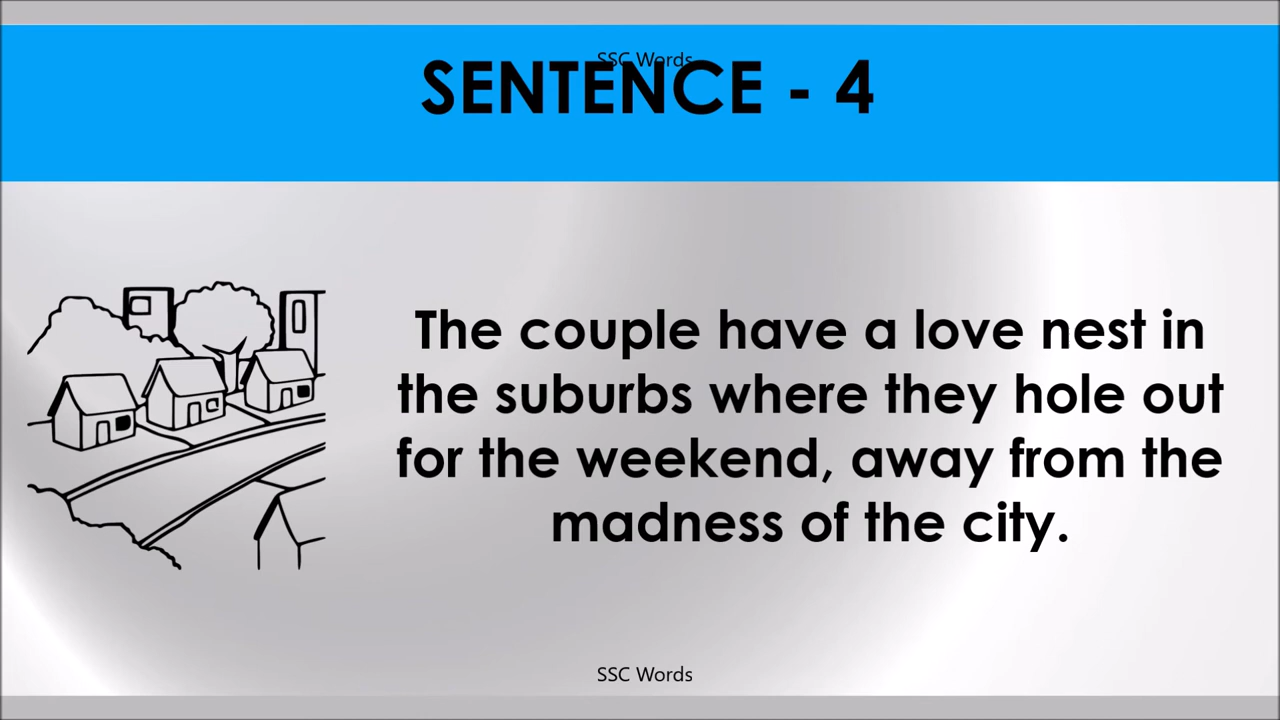 SSC Words
SENTENCE - 4
The couple have a love nest in
the suburbs where they hole out
for the weekend, away from the
madness of the city.
SSC Words